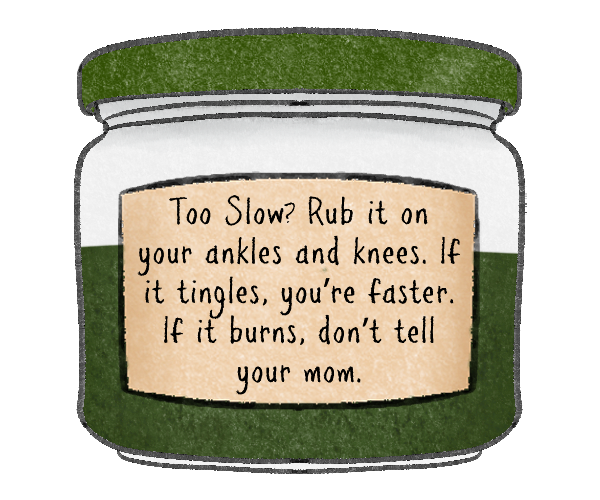 Too Slow? Rub it on
your ankles and knees. If
it tingles, you're faster.
If it burns, don't tell
your mom.